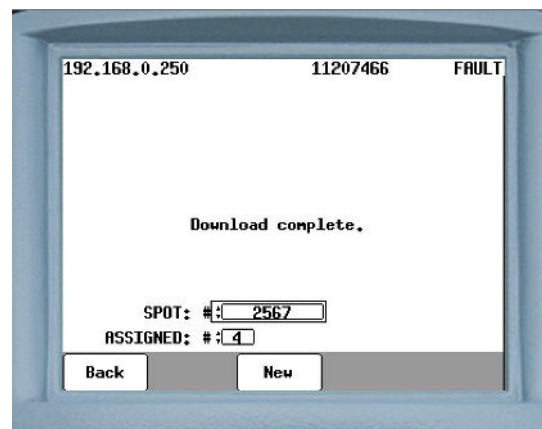 192.168.0.250 11207466 FAULT
Download complete.
SPOT: # 2567
ASSIGNED: # 4
Back New